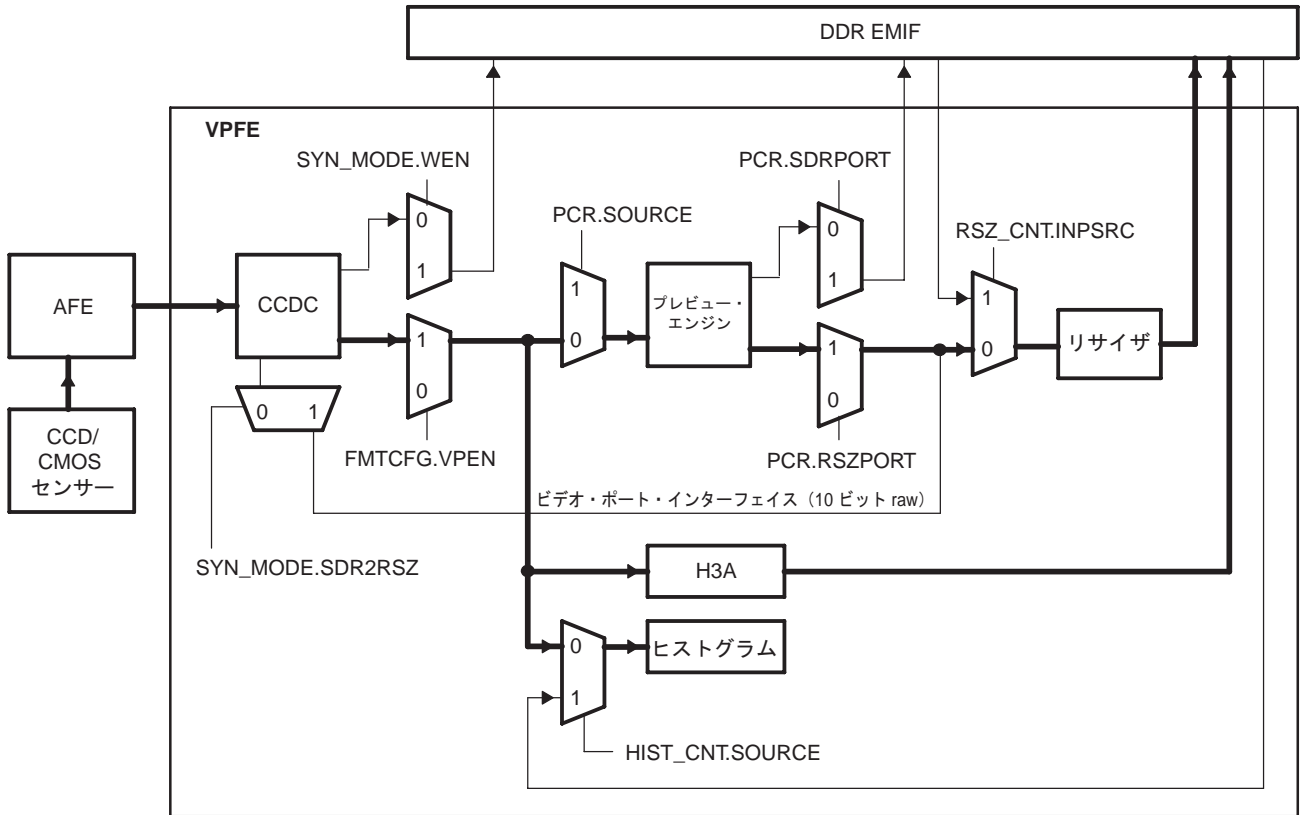 DDR EMIF
VPFE
SYN_MODE.WEN
0
1
PCR.SOURCE
1
0
PCR.SDRPORT
0
1
RSZ_CNT.INPSRC
1
0
AFE
CCDC
1
0
FMTCFG.VPEN
プレビュー・
エンジン
1
0
PCR.RSZPORT
リサイザ
0 1
CCD/
CMOS
センサー
SYN_MODE.SDR2RSZ
ビデオ・ポート・インターフェイス（10 ビット raw）
H3A
0
1
ヒストグラム
HIST_CNT.SOURCE